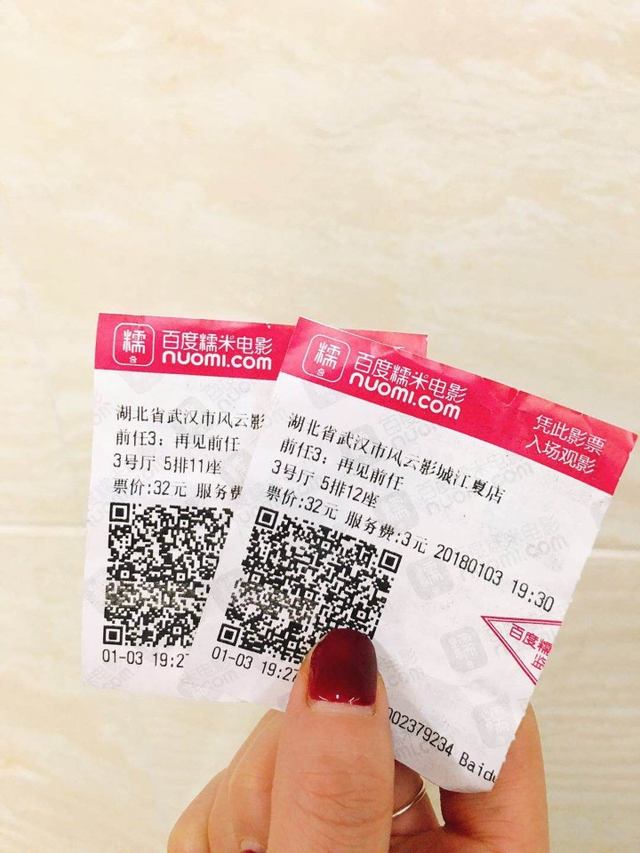 糯
百度糯米电影
nuomi.com
湖北省武汉市风云影
前任3：再见前任
3号厅 5排11座
票价:32元 服务费
01-03 19:27
糯
百度糯米电影
nuomi.com
凭此影票
入场观影
湖北省武汉市风云影城江夏店
前任3：再见前任
3号厅 5排12座
票价:32元 服务费:3元 20180103 19:30
百度糯
监
01-03 19:27
002379234 Baidu